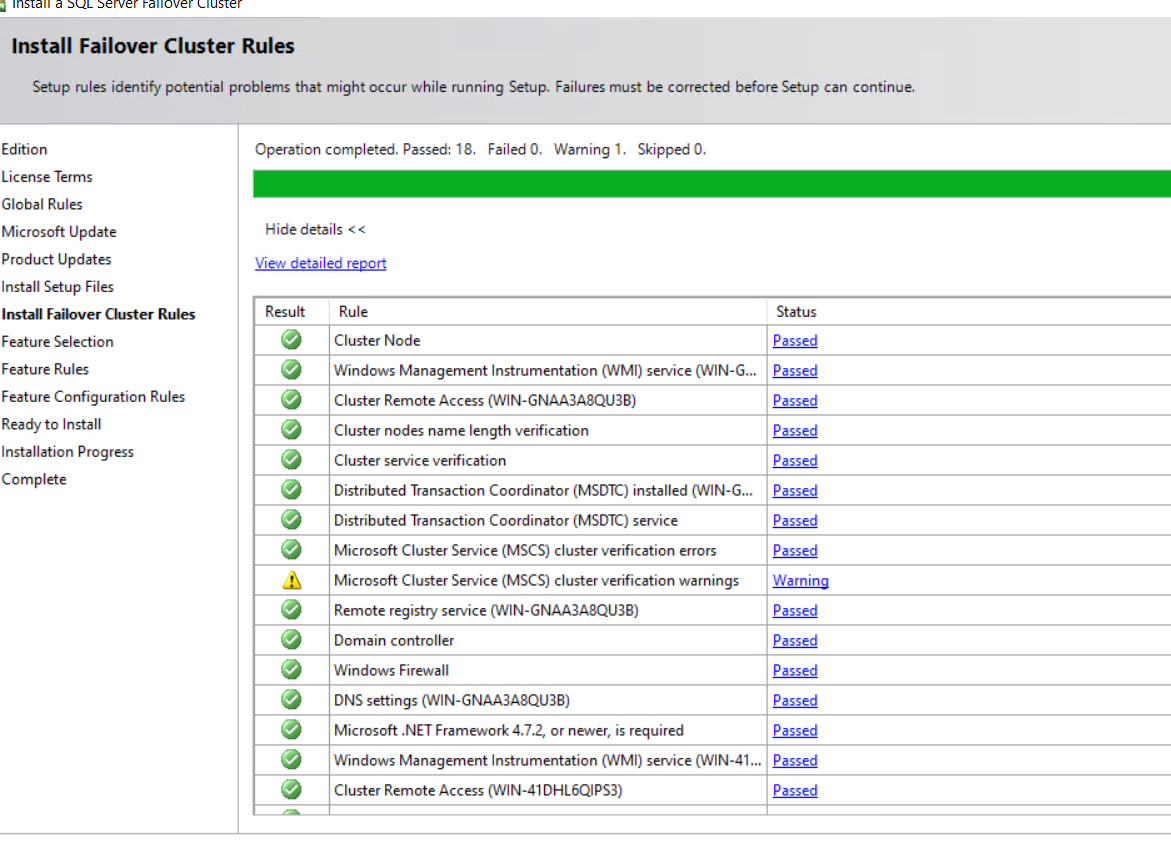 Install a SQL Server Failover Cluster
Install Failover Cluster Rules
Setup rules identify potential problems that might occur while running Setup. Failures must be corrected before Setup can continue.
Edition
License Terms
Global Rules
Microsoft Update
Product Updates
Install Setup Files
Install Failover Cluster Rules
Feature Selection
Feature Rules
Feature Configuration Rules
Ready to Install
Installation Progress
Complete
Operation completed. Passed: 18.   Failed 0.   Warning 1.   Skipped 0.
Hide details <<
View detailed report
Result Rule Status
Cluster Node Passed
Windows Management Instrumentation (WMI) service (WIN-G... Passed
Cluster Remote Access (WIN-GNAA3A8QU3B) Passed
Cluster nodes name length verification Passed
Cluster service verification Passed
Distributed Transaction Coordinator (MSDTC) installed (WIN-G... Passed
Distributed Transaction Coordinator (MSDTC) service Passed
Microsoft Cluster Service (MSCS) cluster verification errors Passed
Microsoft Cluster Service (MSCS) cluster verification warnings Warning
Remote registry service (WIN-GNAA3A8QU3B) Passed
Domain controller Passed
Windows Firewall Passed
DNS settings (WIN-GNAA3A8QU3B) Passed
Microsoft .NET Framework 4.7.2, or newer, is required Passed
Windows Management Instrumentation (WMI) service (WIN-41... Passed
Cluster Remote Access (WIN-41DHL6QIPS3) Passed